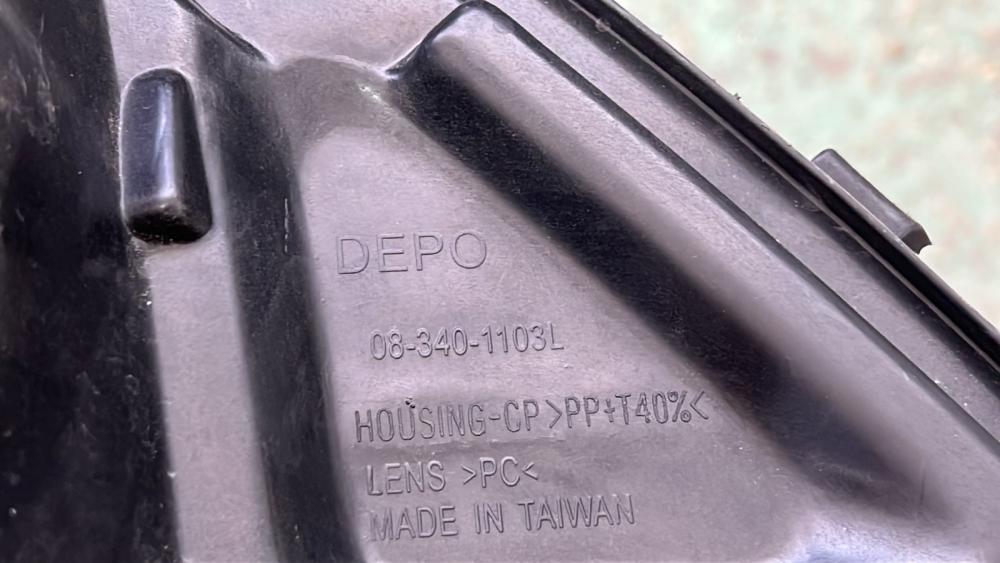 DEPO
08-340-1103L
HOUSING-CP>PP+T40%<
LENS >PC<
MADE IN TAIWAN